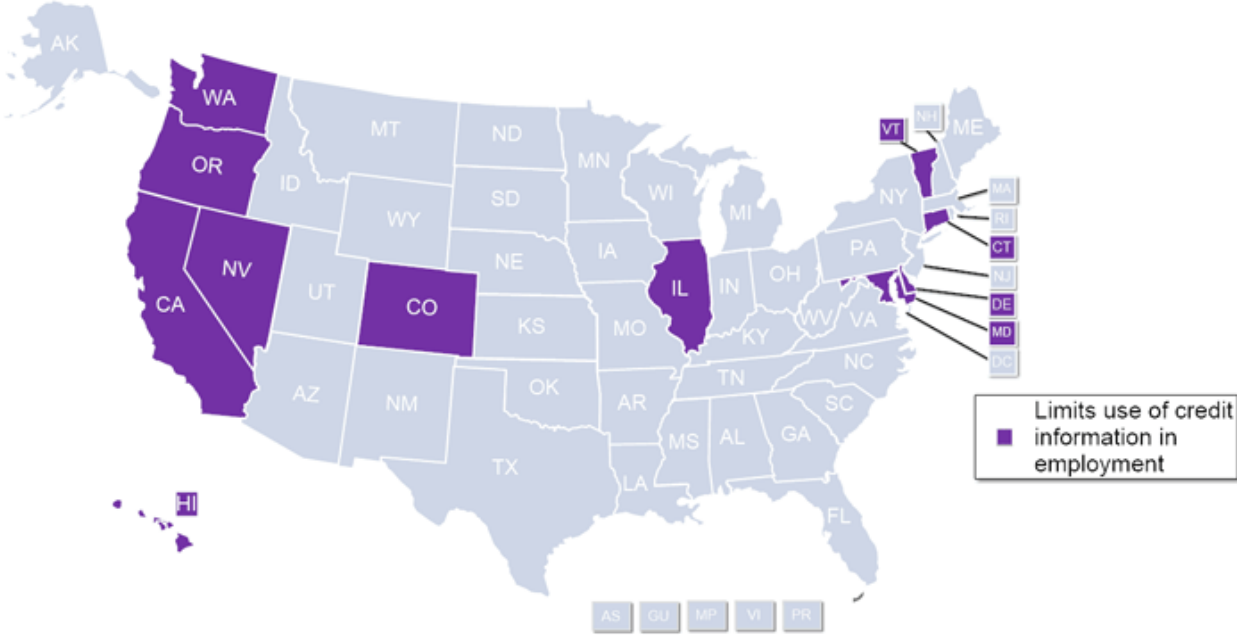 AK
WA
MT
ND
MN
VT
NH
ME
OR
ID
SD
WI
MI
NY
MA
WY
RI
IA
PA
CT
NE
NV
NJ
OH
IN
IL
UT
CA
CO
DE
WV
VA
KS
MO
KY
MD
DC
NC
TN
AZ
NM
OK
AR
SC
MS
AL
GA
TX
LA
FL
HI
Limits use of credit
information in
employment
AS
GU
MP
VI
PR